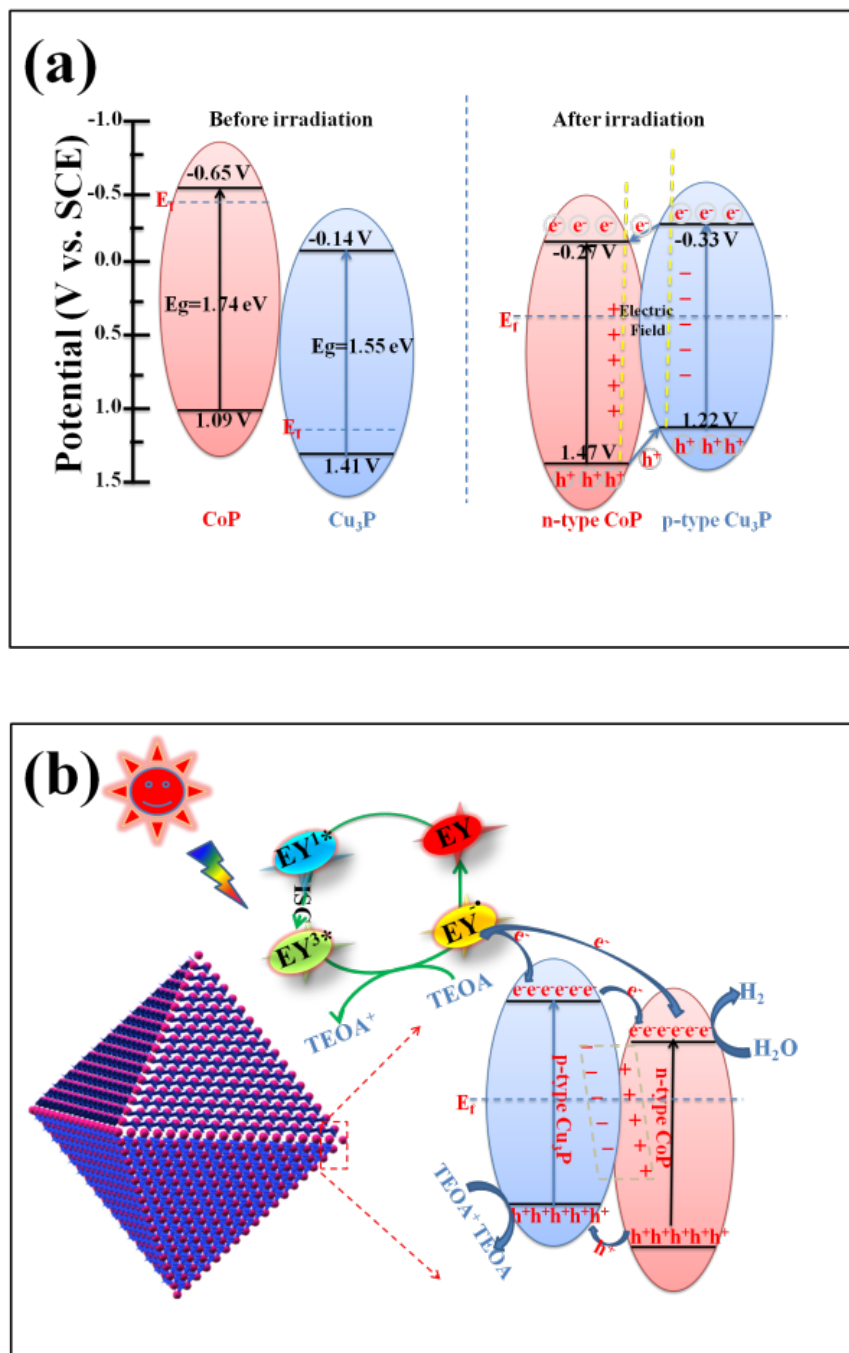 (a)
Before irradiation
After irradiation
Potential (V vs. SCE)
-1.0
-0.5
0.0
0.5
1.0
1.5
-0.65 V
Ef
Eg=1.74 eV
1.09 V
CoP
-0.14 V
Eg=1.55 eV
Ef
1.41 V
Cu₃P
e⁻ e⁻ e⁻ e⁻
-0.27 V
Ef
+ + + + +
1.47 V
h⁺ h⁺ h⁺
n-type CoP
Electric
Field
h⁺
e⁻ e⁻ e⁻
-0.33 V
− − − − −
1.22 V
h⁺ h⁺ h⁺
p-type Cu₃P
(b)
EY¹*
EY
ISC
EY³*
EY⁻•
TEOA
TEOA⁺
e⁻
e⁻
e⁻e⁻e⁻e⁻e⁻e⁻
e⁻
e⁻e⁻e⁻e⁻e⁻e⁻
H₂
H₂O
p-type Cu₃P
− − − − −
+ + + + + +
n-type CoP
Ef
TEOA⁺
TEOA
h⁺h⁺h⁺h⁺h⁺
h⁺
h⁺h⁺h⁺h⁺h⁺